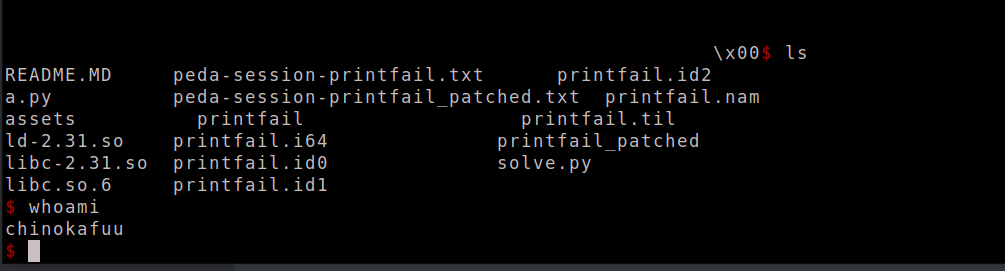 \x00$ ls
README.MD peda-session-printfail.txt printfail.id2
a.py peda-session-printfail_patched.txt printfail.nam
assets printfail printfail.til
ld-2.31.so printfail.i64 printfail_patched
libc-2.31.so printfail.id0 solve.py
libc.so.6 printfail.id1
$ whoami
chinokafuu
$